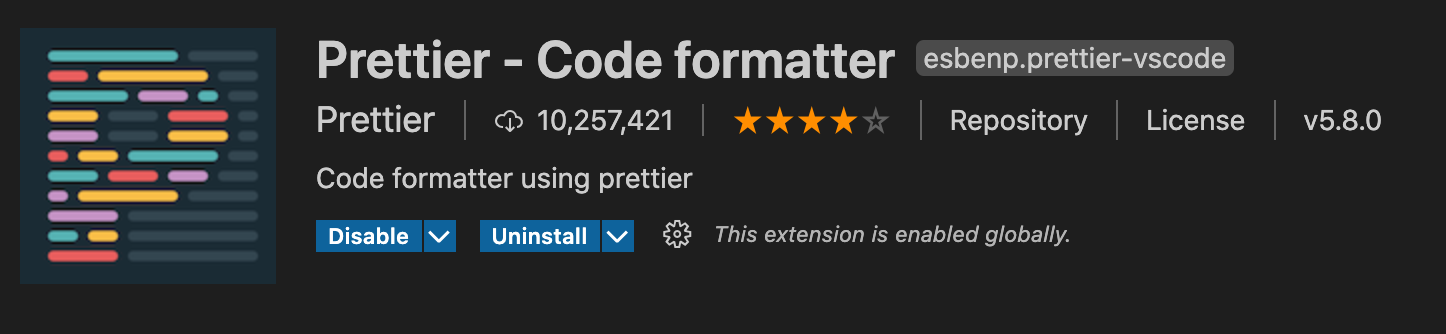 Prettier - Code formatter esbenp.prettier-vscode
Prettier 10,257,421 Repository License v5.8.0
Code formatter using prettier
Disable Uninstall This extension is enabled globally.